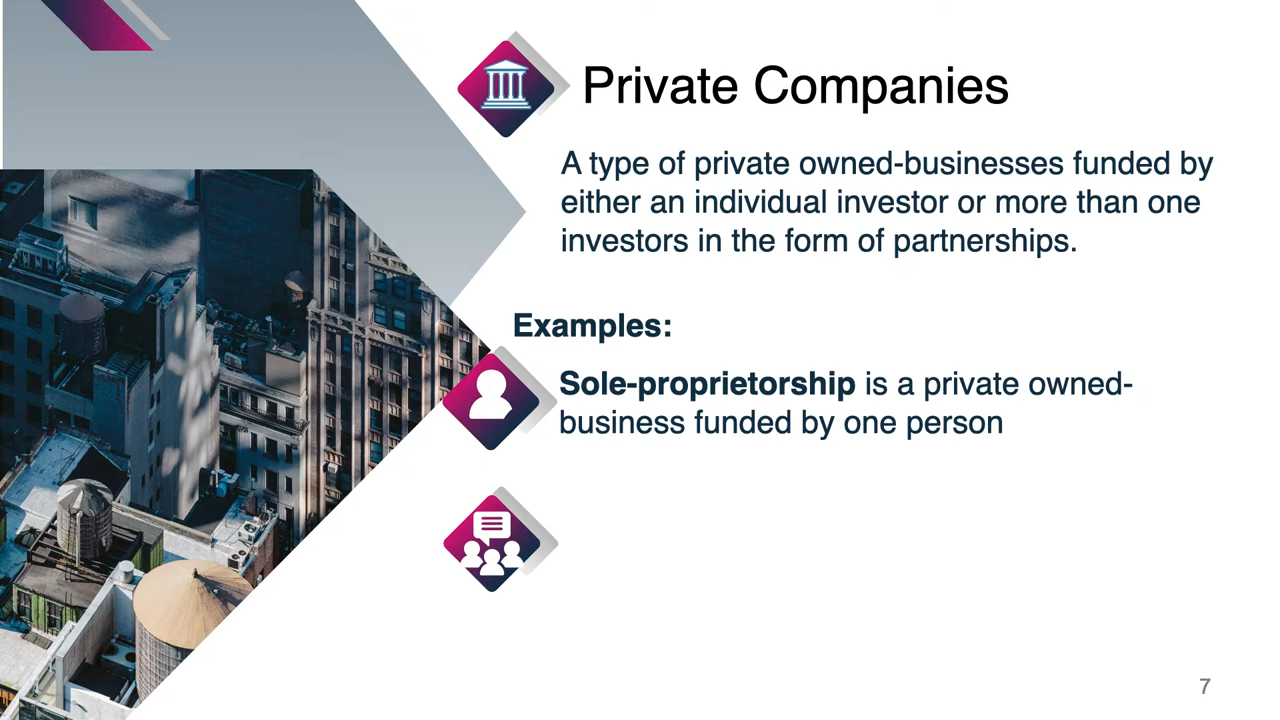 Private Companies
A type of private owned-businesses funded by
either an individual investor or more than one
investors in the form of partnerships.
Examples:
Sole-proprietorship is a private owned-
business funded by one person
7